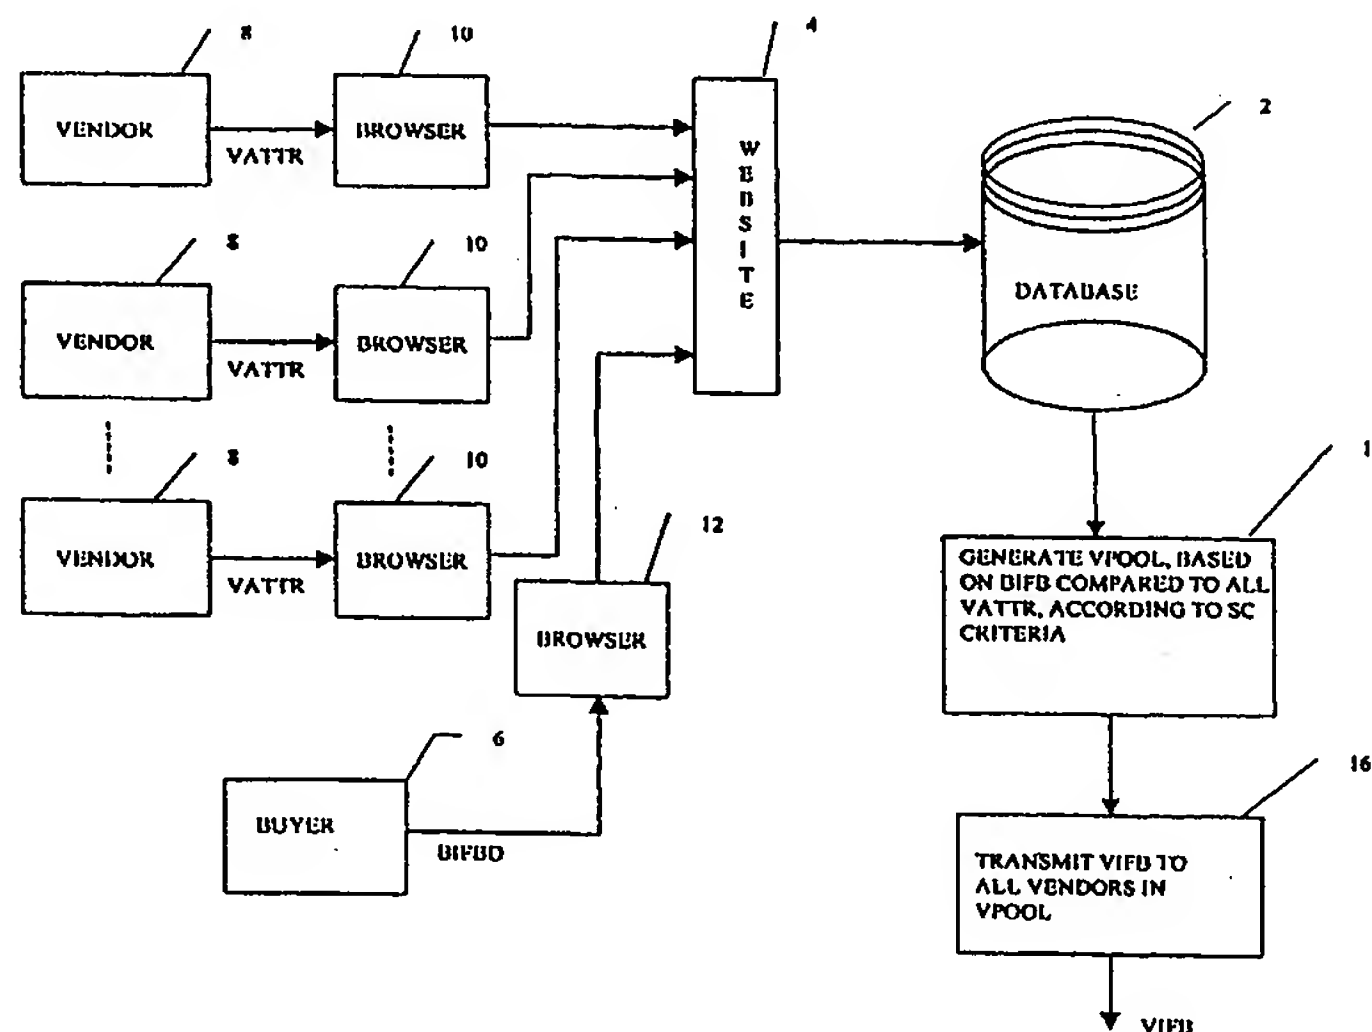 8
10
4
2
VENDOR
VATTR
BROWSER
WEBSITE
8
10
VENDOR
VATTR
BROWSER
DATABASE
8
10
VENDOR
VATTR
BROWSER
12
BROWSER
1
GENERATE VPOOL, BASED
ON BIFB COMPARED TO ALL
VATTR, ACCORDING TO SC
CRITERIA
6
BUYER
BIFBD
16
TRANSMIT VIFB TO
ALL VENDORS IN
VPOOL
VIFB